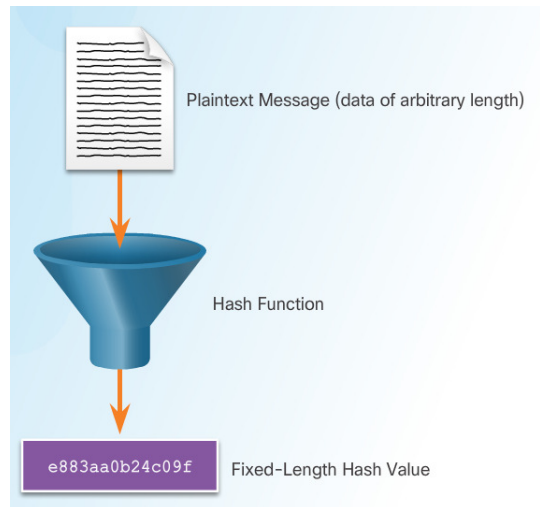 Plaintext Message (data of arbitrary length)
Hash Function
e883aa0b24c09f
Fixed-Length Hash Value